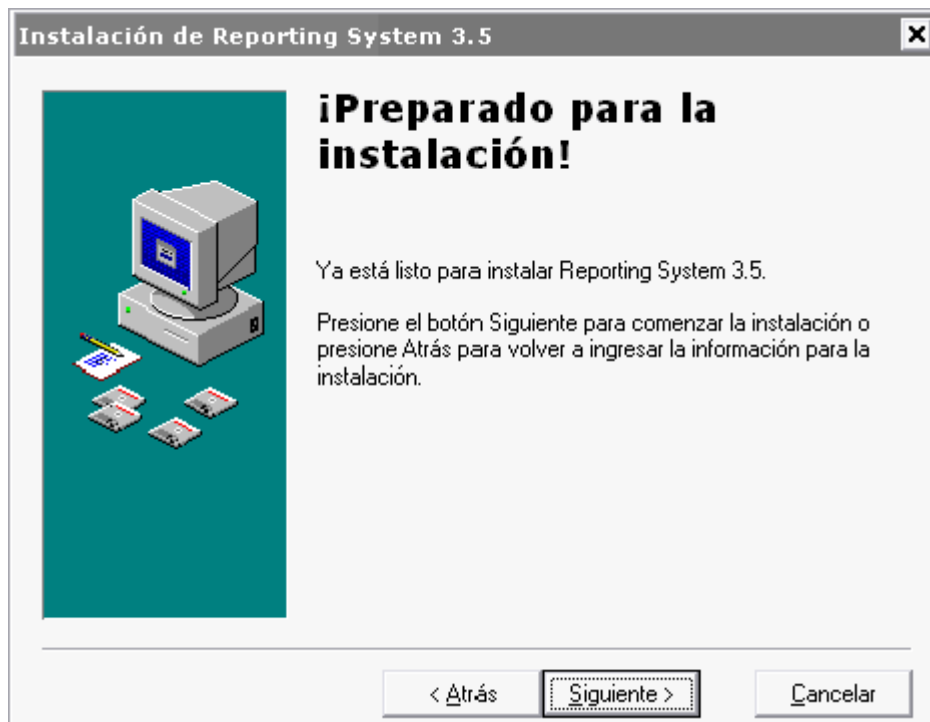 Instalación de Reporting System 3.5
¡Preparado para la
instalación!
Ya está listo para instalar Reporting System 3.5.
Presione el botón Siguiente para comenzar la instalación o
presione Atrás para volver a ingresar la información para la
instalación.
< Atrás
Siguiente >
Cancelar